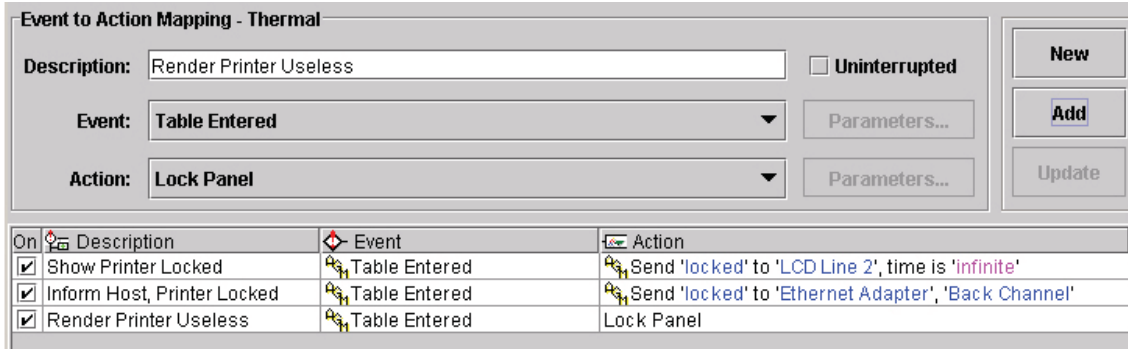 Event to Action Mapping - Thermal
Description: Render Printer Useless Uninterrupted New
Event: Table Entered Parameters... Add
Action: Lock Panel Parameters... Update
On Description Event Action
Show Printer Locked Table Entered Send 'locked' to 'LCD Line 2', time is 'infinite'
Inform Host, Printer Locked Table Entered Send 'locked' to 'Ethernet Adapter', 'Back Channel'
Render Printer Useless Table Entered Lock Panel